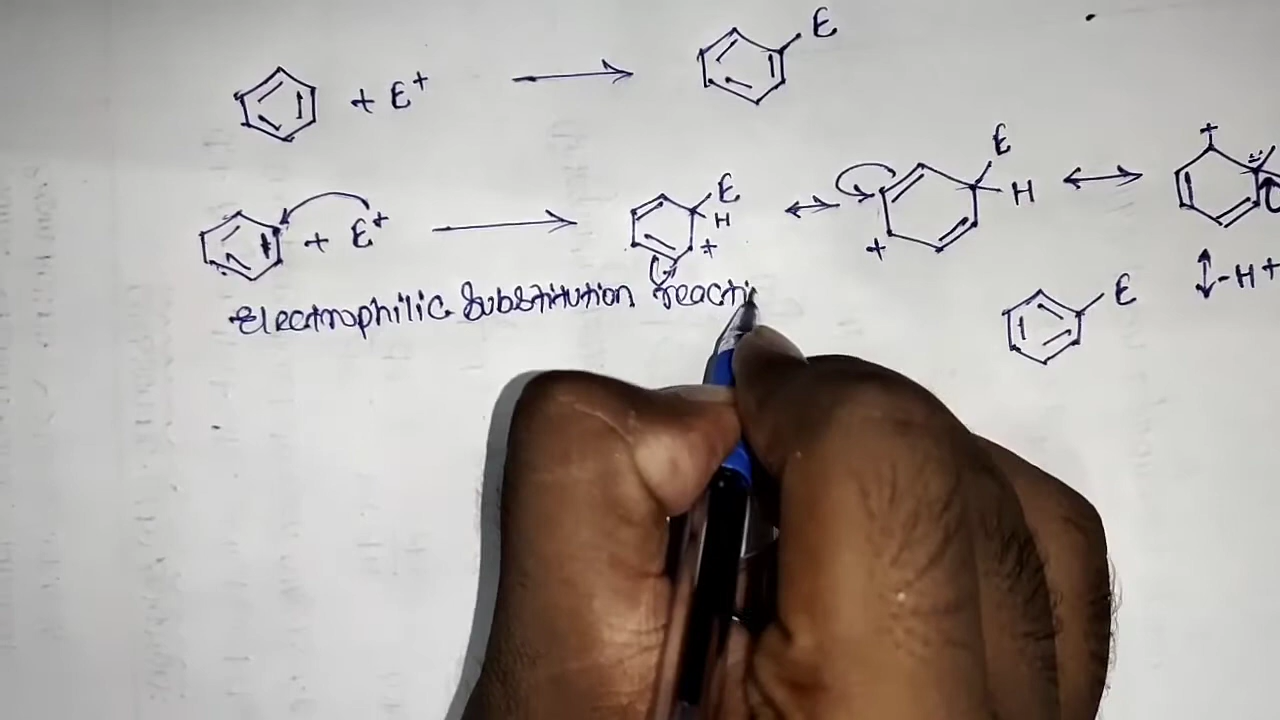 + E+ → E
+ E+ → E H + ↔ E H + ↔ +
Electrophilic Substitution reacti
E -H+